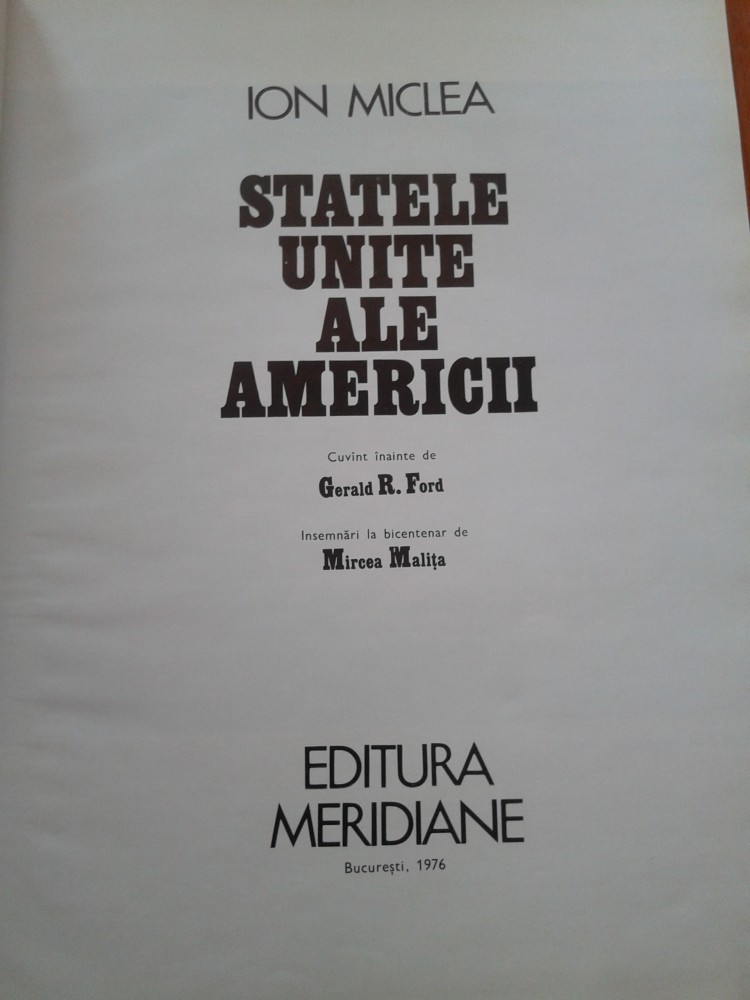 ION MICLEA
STATELE
UNITE
ALE
AMERICII
Cuvînt înainte de
Gerald R. Ford
Insemnări la bicentenar de
Mircea Malița
EDITURA
MERIDIANE
București, 1976